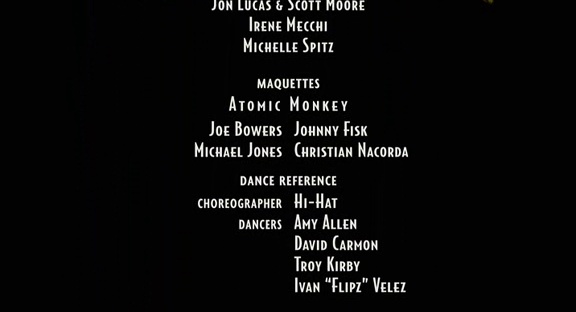 Jon Lucas & Scott Moore
Irene Mecchi
Michelle Spitz
MAQUETTES
Atomic Monkey
Joe Bowers Johnny Fisk
Michael Jones Christian Nacorda
DANCE REFERENCE
CHOREOGRAPHER Hi-Hat
DANCERS Amy Allen
David Carmon
Troy Kirby
Ivan “Flipz” Velez